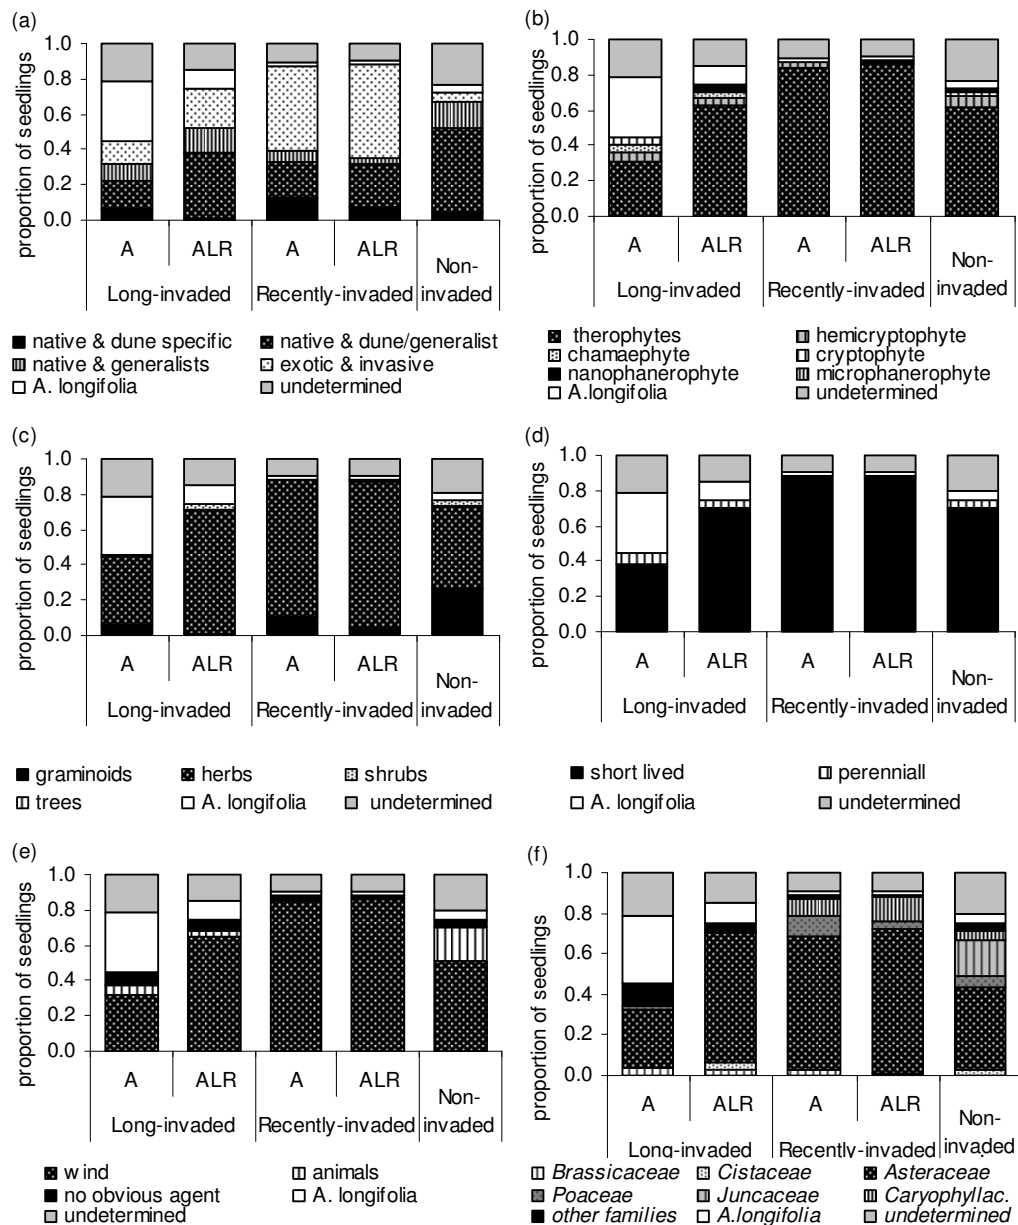 (a)
proportion of seedlings
1.0
0.8
0.6
0.4
0.2
0.0
A ALR A ALR Non-invaded
Long-invaded Recently-invaded
native & dune specific native & dune/generalist
native & generalists exotic & invasive
A. longifolia undetermined
(b)
proportion of seedlings
1.0
0.8
0.6
0.4
0.2
0.0
A ALR A ALR Non-invaded
Long-invaded Recently-invaded
therophytes hemicryptophyte
chamaephyte cryptophyte
nanophanerophyte microphanerophyte
A.longifolia undetermined
(c)
proportion of seedlings
1.0
0.8
0.6
0.4
0.2
0.0
A ALR A ALR Non-invaded
Long-invaded Recently-invaded
graminoids herbs shrubs
trees A. longifolia undetermined
(d)
proportion of seedlings
1.0
0.8
0.6
0.4
0.2
0.0
A ALR A ALR Non-invaded
Long-invaded Recently-invaded
short lived perenniall
A. longifolia undetermined
(e)
proportion of seedlings
1.0
0.8
0.6
0.4
0.2
0.0
A ALR A ALR Non-invaded
Long-invaded Recently-invaded
wind animals
no obvious agent A. longifolia
undetermined
(f)
proportion of seedlings
1.0
0.8
0.6
0.4
0.2
0.0
A ALR A ALR Non-invaded
Long-invaded Recently-invaded
Brassicaceae Cistaceae Asteraceae
Poaceae Juncaceae Caryophyllac.
other families A.longifolia undetermined